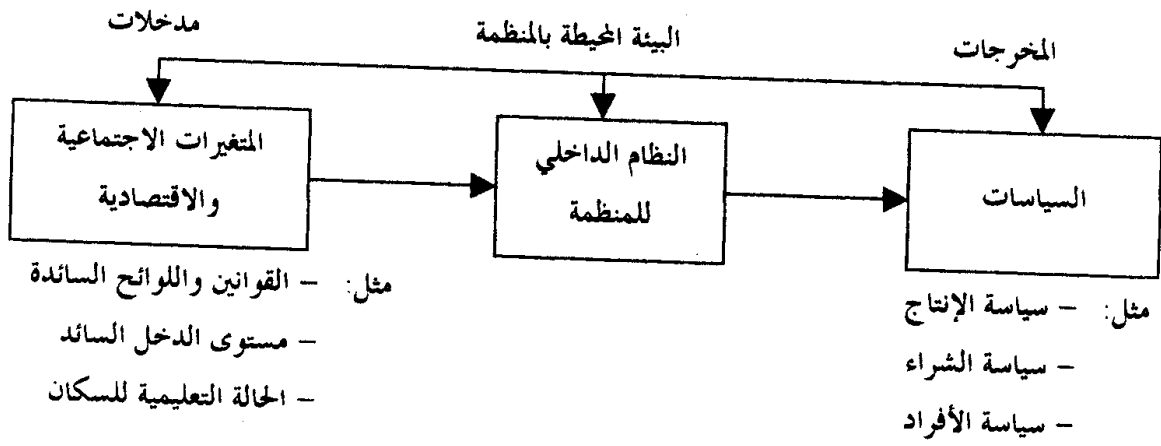 مدخلات
البيئة المحيطة بالمنظمة
المخرجات
المتغيرات الاجتماعية
والاقتصادية
النظام الداخلي
للمنظمة
السياسات
مثل: – القوانين واللوائح السائدة
– مستوى الدخل السائد
– الحالة التعليمية للسكان
مثل: – سياسة الإنتاج
– سياسة الشراء
– سياسة الأفراد